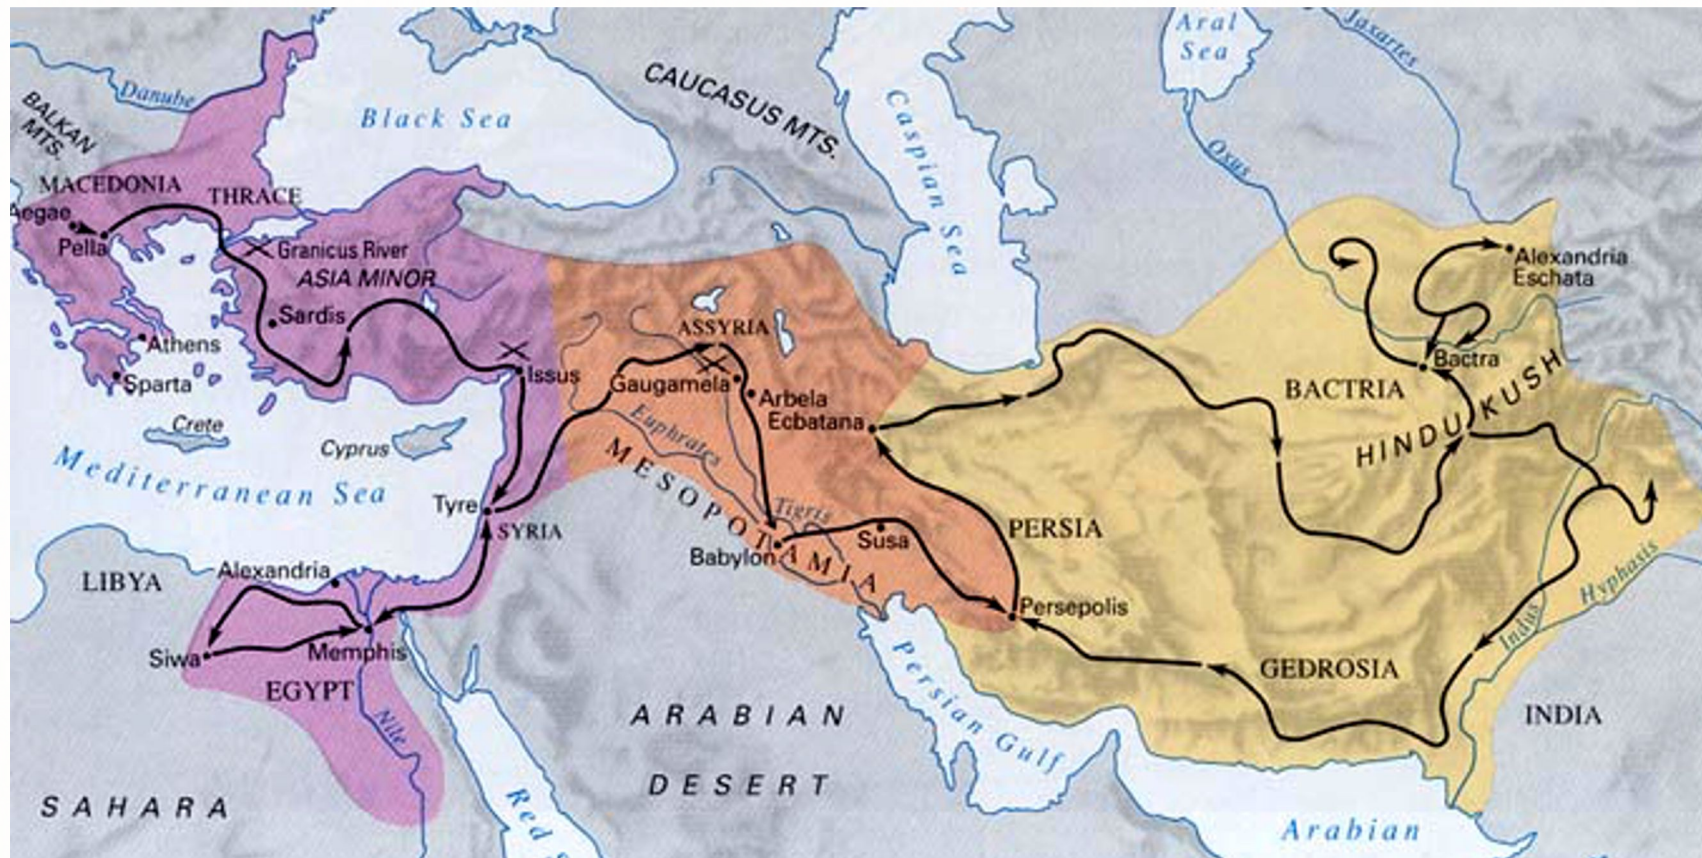 Aral
Sea
Jaxartes
CAUCASUS MTS.
Danube
BALKAN
MTS.
Black Sea
Caspian Sea
Oxus
MACEDONIA
THRACE
Aegae
Pella
Granicus River
ASIA MINOR
Alexandria
Eschata
Sardis
ASSYRIA
Athens
Bactra
Sparta
Issus
Gaugamela
BACTRIA
Arbela
Ecbatana
Crete
Cyprus
Euphrates
HINDU KUSH
Mediterranean Sea
MESOPOTAMIA
Tyre
SYRIA
Tigris
PERSIA
Susa
Babylon
LIBYA
Alexandria
Hyphasis
Persepolis
Indus
Siwa
Memphis
EGYPT
GEDROSIA
Nile
Persian Gulf
ARABIAN
DESERT
INDIA
SAHARA
Red
Arabian